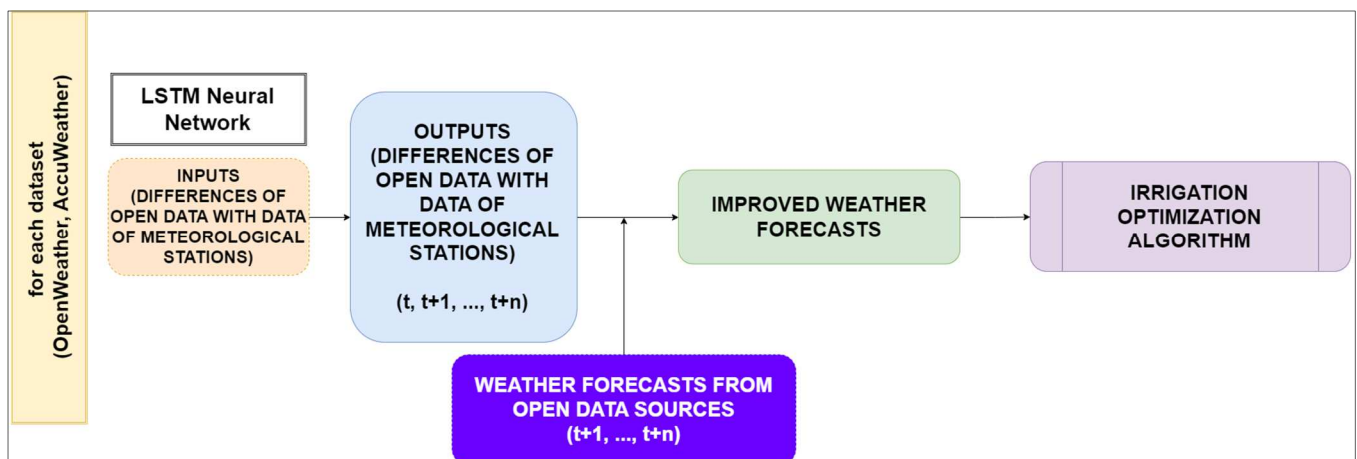 for each dataset
(OpenWeather, AccuWeather)
LSTM Neural
Network
INPUTS
(DIFFERENCES OF
OPEN DATA WITH DATA
OF METEOROLOGICAL
STATIONS)
OUTPUTS
(DIFFERENCES OF
OPEN DATA WITH
DATA OF
METEOROLOGICAL
STATIONS)
(t, t+1, ..., t+n)
WEATHER FORECASTS FROM
OPEN DATA SOURCES
(t+1, ..., t+n)
IMPROVED WEATHER
FORECASTS
IRRIGATION
OPTIMIZATION
ALGORITHM